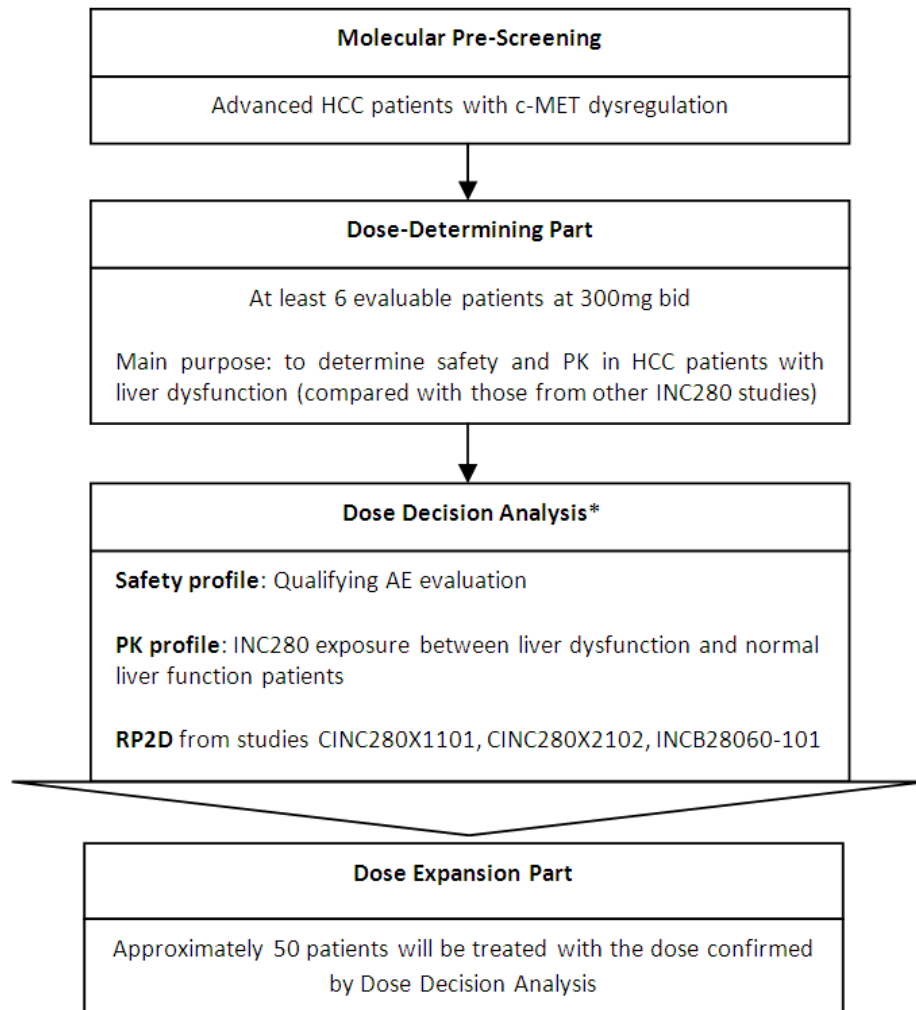 Molecular Pre-Screening
Advanced HCC patients with c-MET dysregulation
Dose-Determining Part
At least 6 evaluable patients at 300mg bid
Main purpose: to determine safety and PK in HCC patients with
liver dysfunction (compared with those from other INC280 studies)
Dose Decision Analysis*
Safety profile: Qualifying AE evaluation
PK profile: INC280 exposure between liver dysfunction and normal
liver function patients
RP2D from studies CINC280X1101, CINC280X2102, INCB28060-101
Dose Expansion Part
Approximately 50 patients will be treated with the dose confirmed
by Dose Decision Analysis